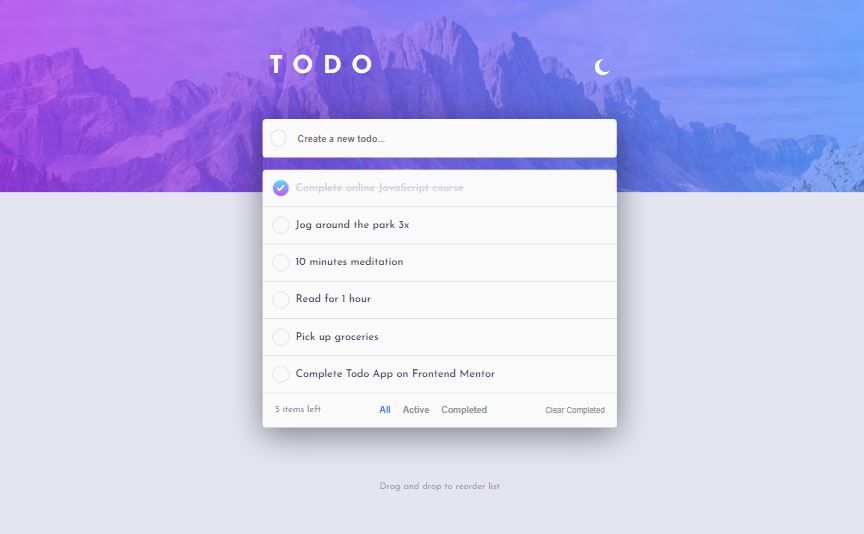 TODO
Create a new todo...
Complete online JavaScript course
Jog around the park 3x
10 minutes meditation
Read for 1 hour
Pick up groceries
Complete Todo App on Frontend Mentor
5 items left All Active Completed Clear Completed
Drag and drop to reorder list